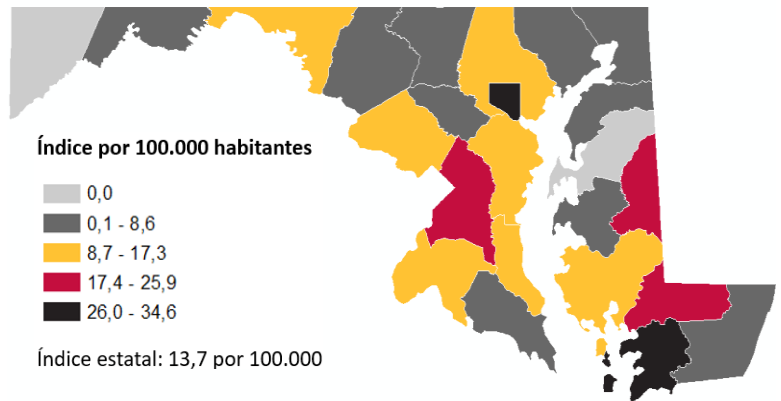 Índice por 100.000 habitantes
0,0
0,1 - 8,6
8,7 - 17,3
17,4 - 25,9
26,0 - 34,6
Índice estatal: 13,7 por 100.000